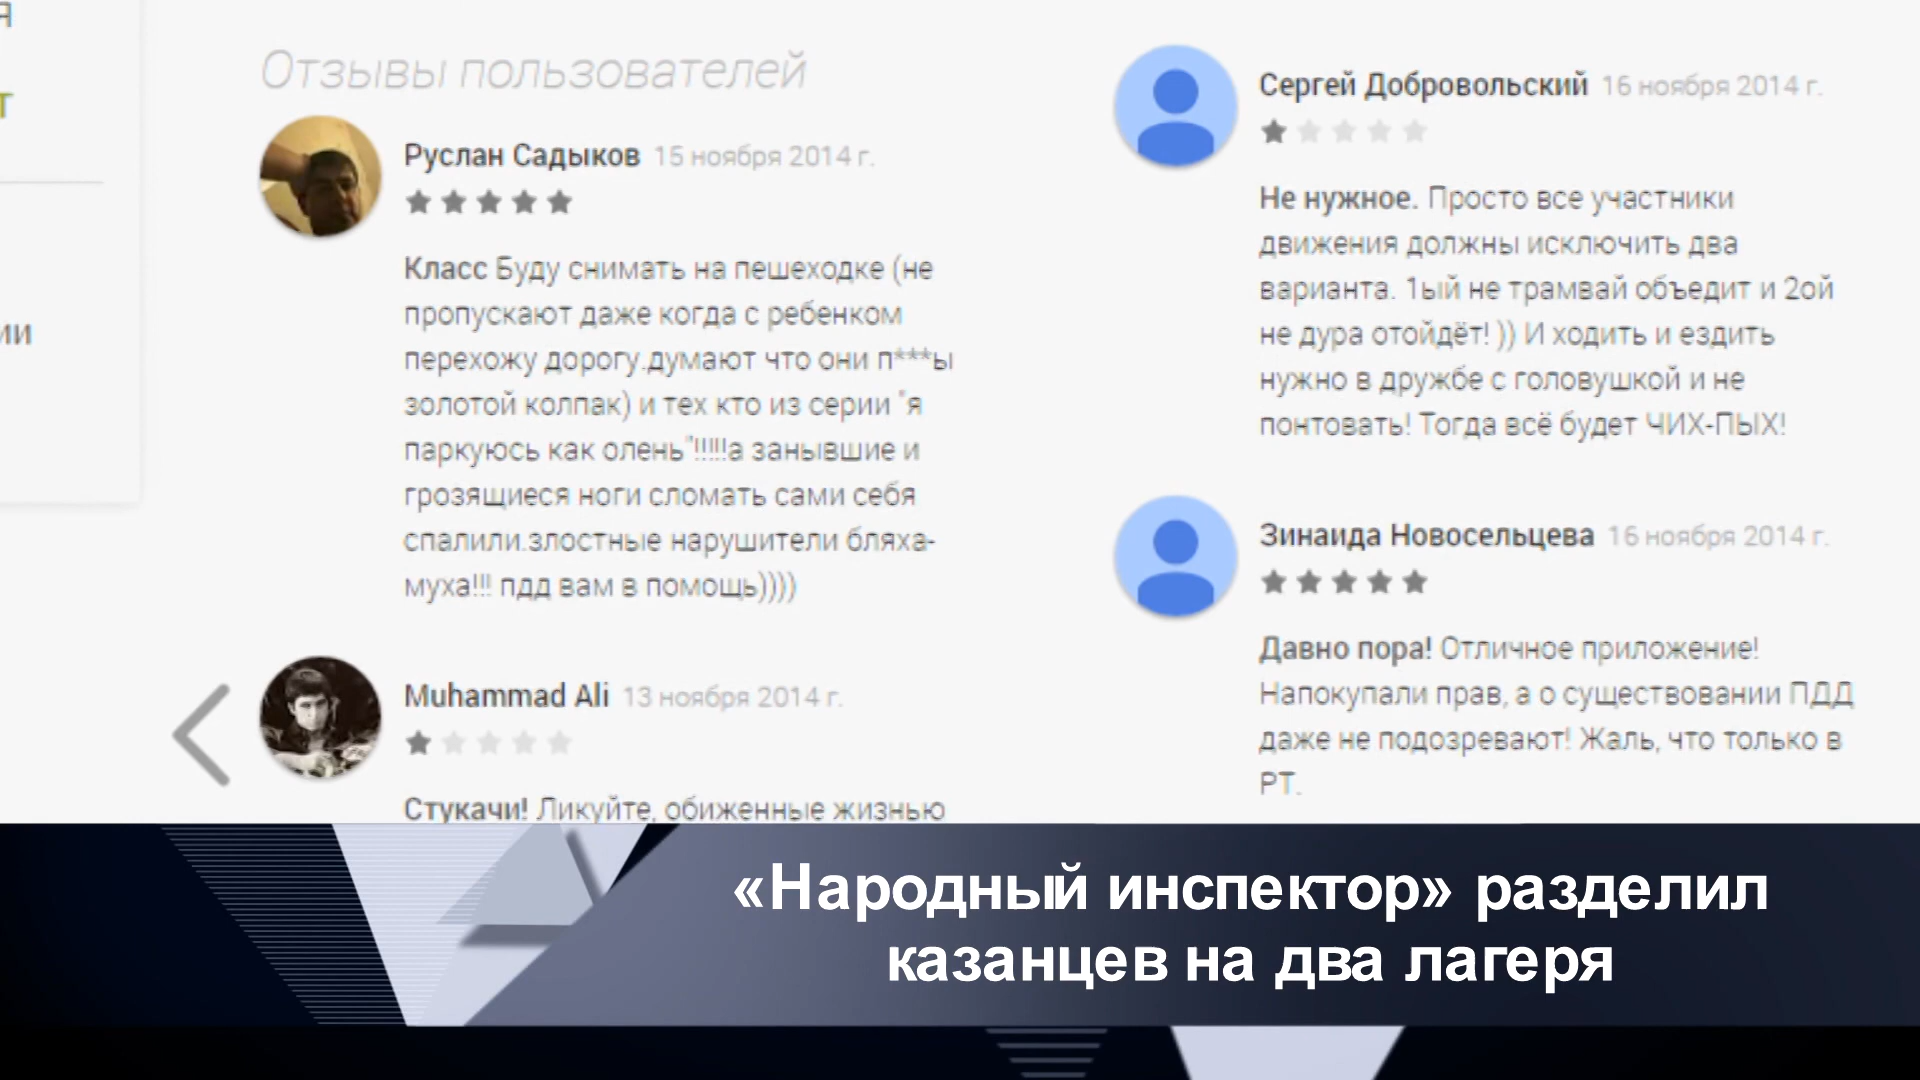 я
т
ии
Отзывы пользователей
Руслан Садыков 15 ноября 2014 г.
Класс Буду снимать на пешеходке (не
пропускают даже когда с ребенком
перехожу дорогу.думают что они п***ы
золотой колпак) и тех кто из серии "я
паркуюсь как олень"!!!!!а занывшие и
грозящиеся ноги сломать сами себя
спалили.злостные нарушители бляха-
муха!!! пдд вам в помощь))))
Muhammad Ali 13 ноября 2014 г.
Стукачи! Ликуйте, обиженные жизнью
Сергей Добровольский 16 ноября 2014 г.
Не нужное. Просто все участники
движения должны исключить два
варианта. 1ый не трамвай объедит и 2ой
не дура отойдёт! )) И ходить и ездить
нужно в дружбе с головушкой и не
понтовать! Тогда всё будет ЧИХ-ПЫХ!
Зинаида Новосельцева 16 ноября 2014 г.
Давно пора! Отличное приложение!
Напокупали прав, а о существовании ПДД
даже не подозревают! Жаль, что только в
РТ.
«Народный инспектор» разделил
казанцев на два лагеря